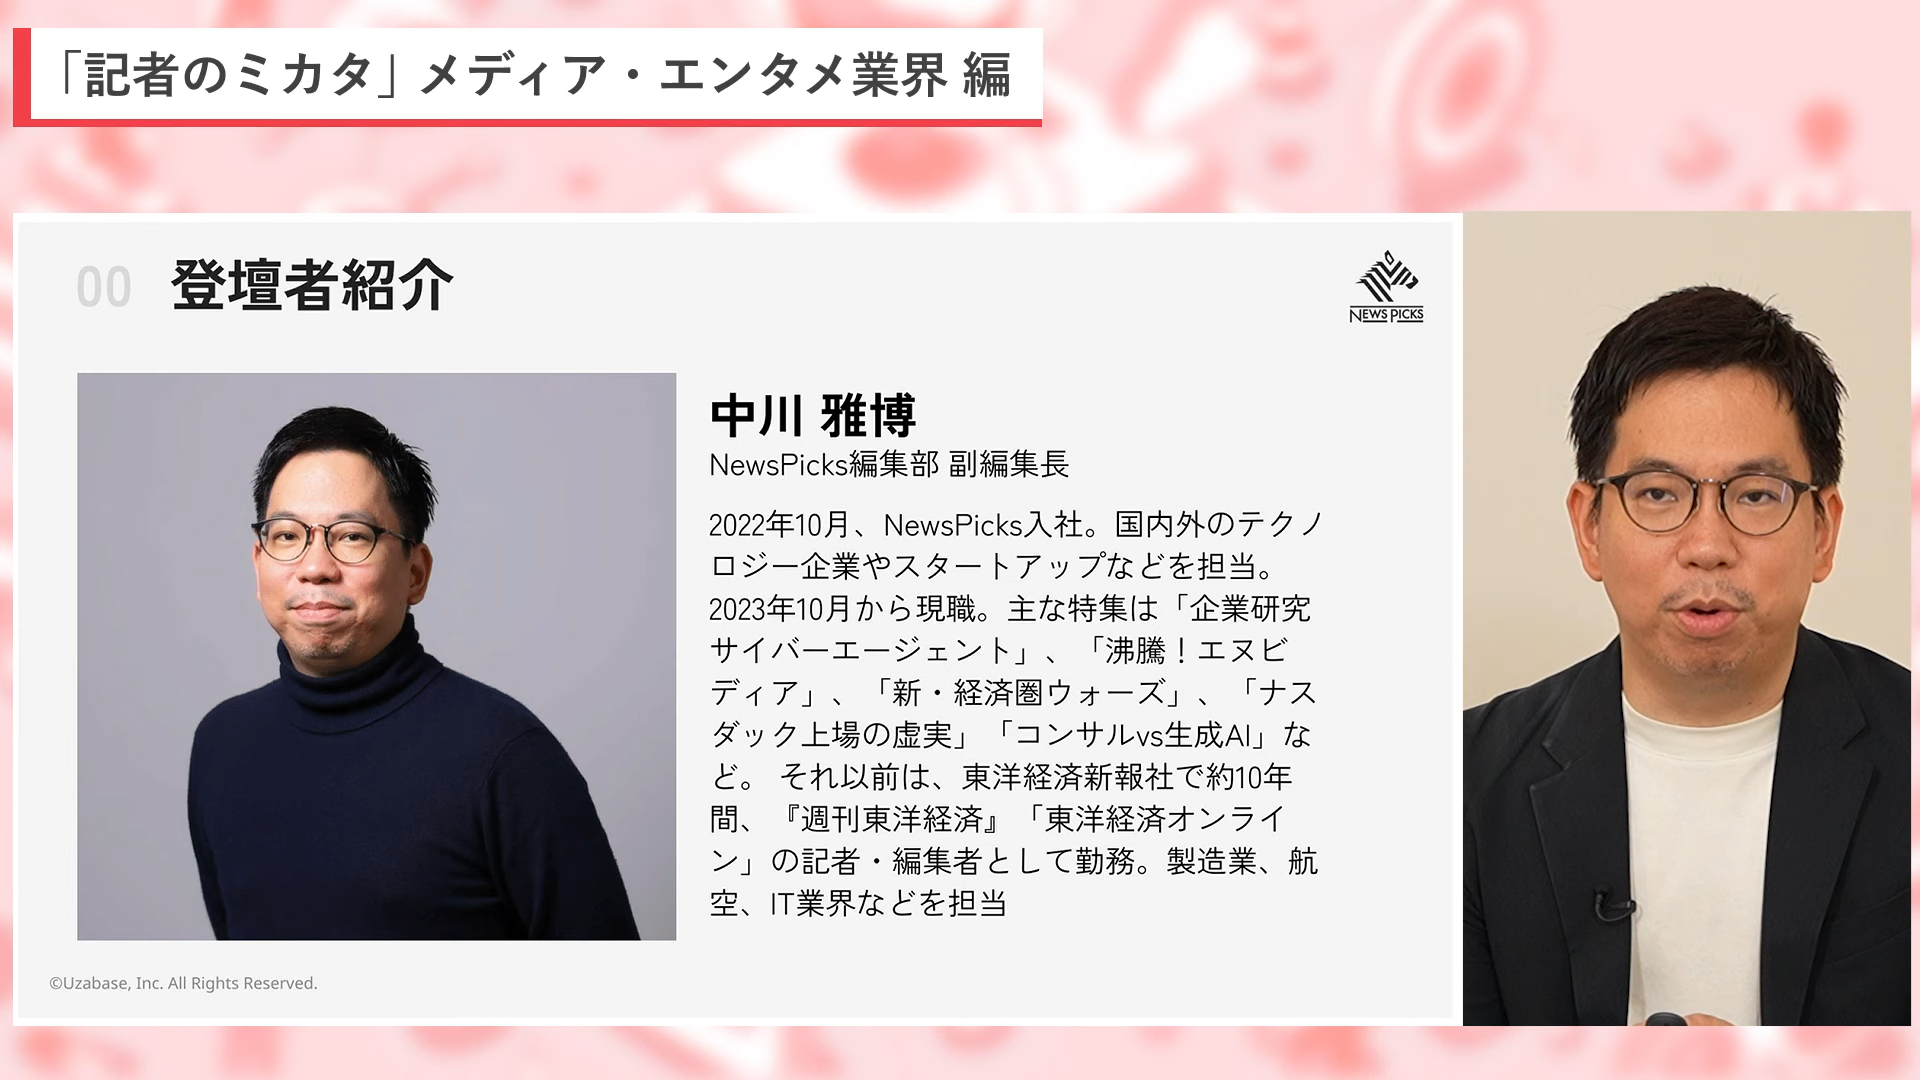 「記者のミカタ」メディア・エンタメ業界 編
00 登壇者紹介
NEWS PICKS
中川 雅博
NewsPicks編集部 副編集長
2022年10月、NewsPicks入社。国内外のテクノ
ロジー企業やスタートアップなどを担当。
2023年10月から現職。主な特集は「企業研究
サイバーエージェント」、「沸騰！エヌビ
ディア」、「新・経済圏ウォーズ」、「ナス
ダック上場の虚実」「コンサルvs生成AI」な
ど。 それ以前は、東洋経済新報社で約10年
間、『週刊東洋経済』「東洋経済オンライ
ン」の記者・編集者として勤務。製造業、航
空、IT業界などを担当
©Uzabase, Inc. All Rights Reserved.